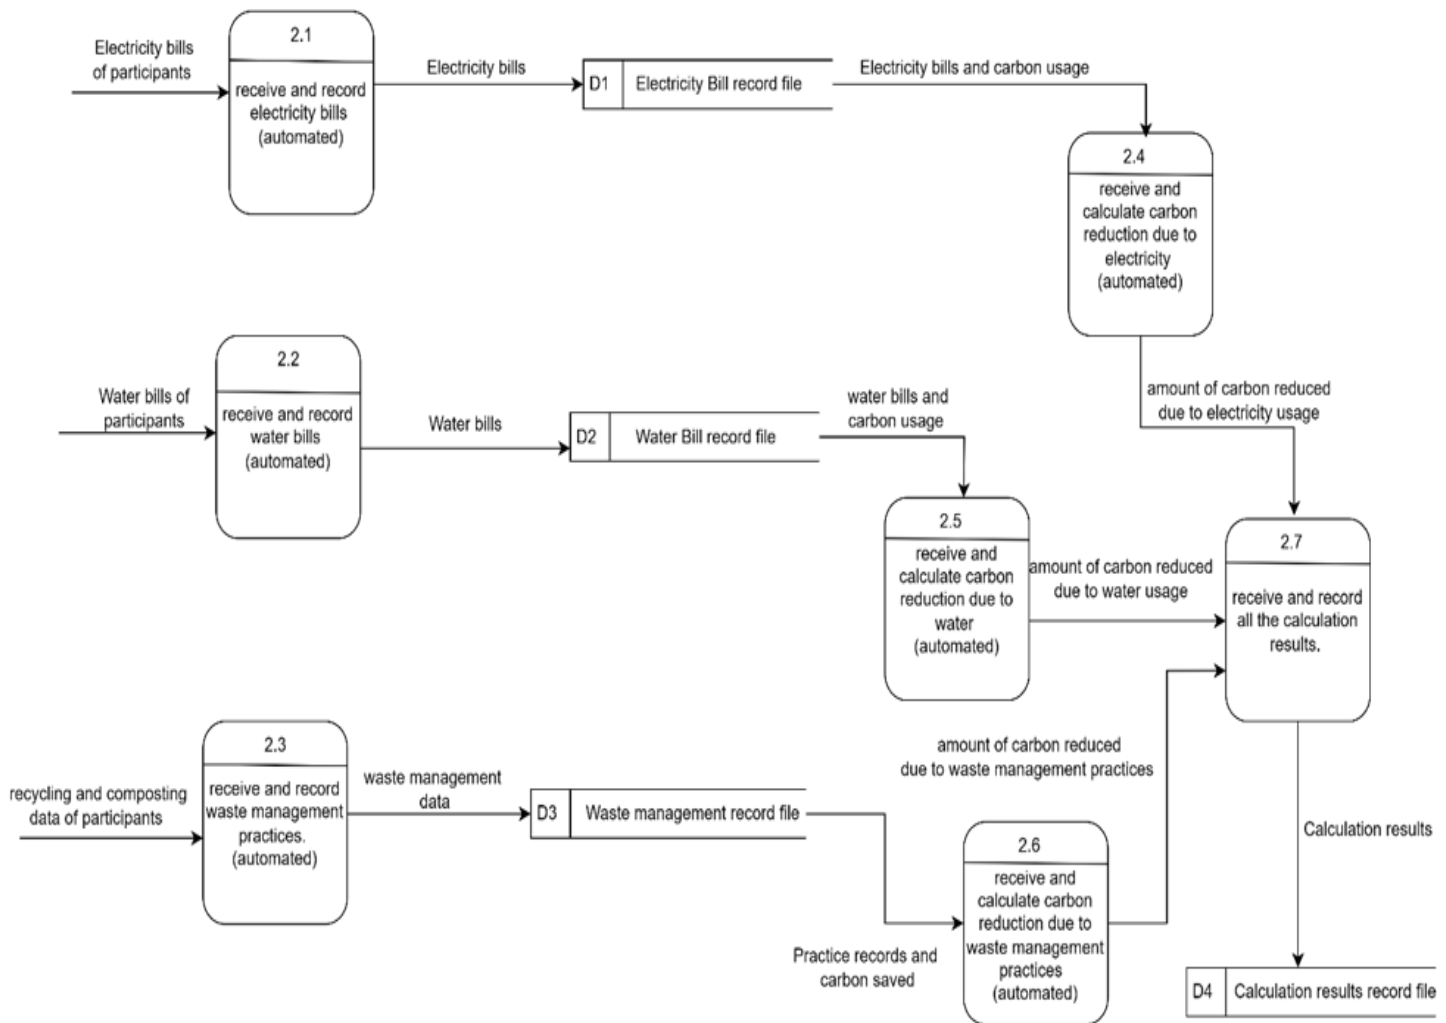 Electricity bills
of participants
2.1
receive and record
electricity bills
(automated)
Electricity bills
D1
Electricity Bill record file
Electricity bills and carbon usage
2.4
receive and
calculate carbon
reduction due to
electricity
(automated)
amount of carbon reduced
due to electricity usage
Water bills of
participants
2.2
receive and record
water bills
(automated)
Water bills
D2
Water Bill record file
water bills and
carbon usage
2.5
receive and
calculate carbon
reduction due to
water
(automated)
amount of carbon reduced
due to water usage
2.7
receive and record
all the calculation
results.
recycling and composting
data of participants
2.3
receive and record
waste management
practices.
(automated)
waste management
data
D3
Waste management record file
Practice records and
carbon saved
2.6
receive and
calculate carbon
reduction due to
waste management
practices
(automated)
amount of carbon reduced
due to waste management practices
Calculation results
D4
Calculation results record file